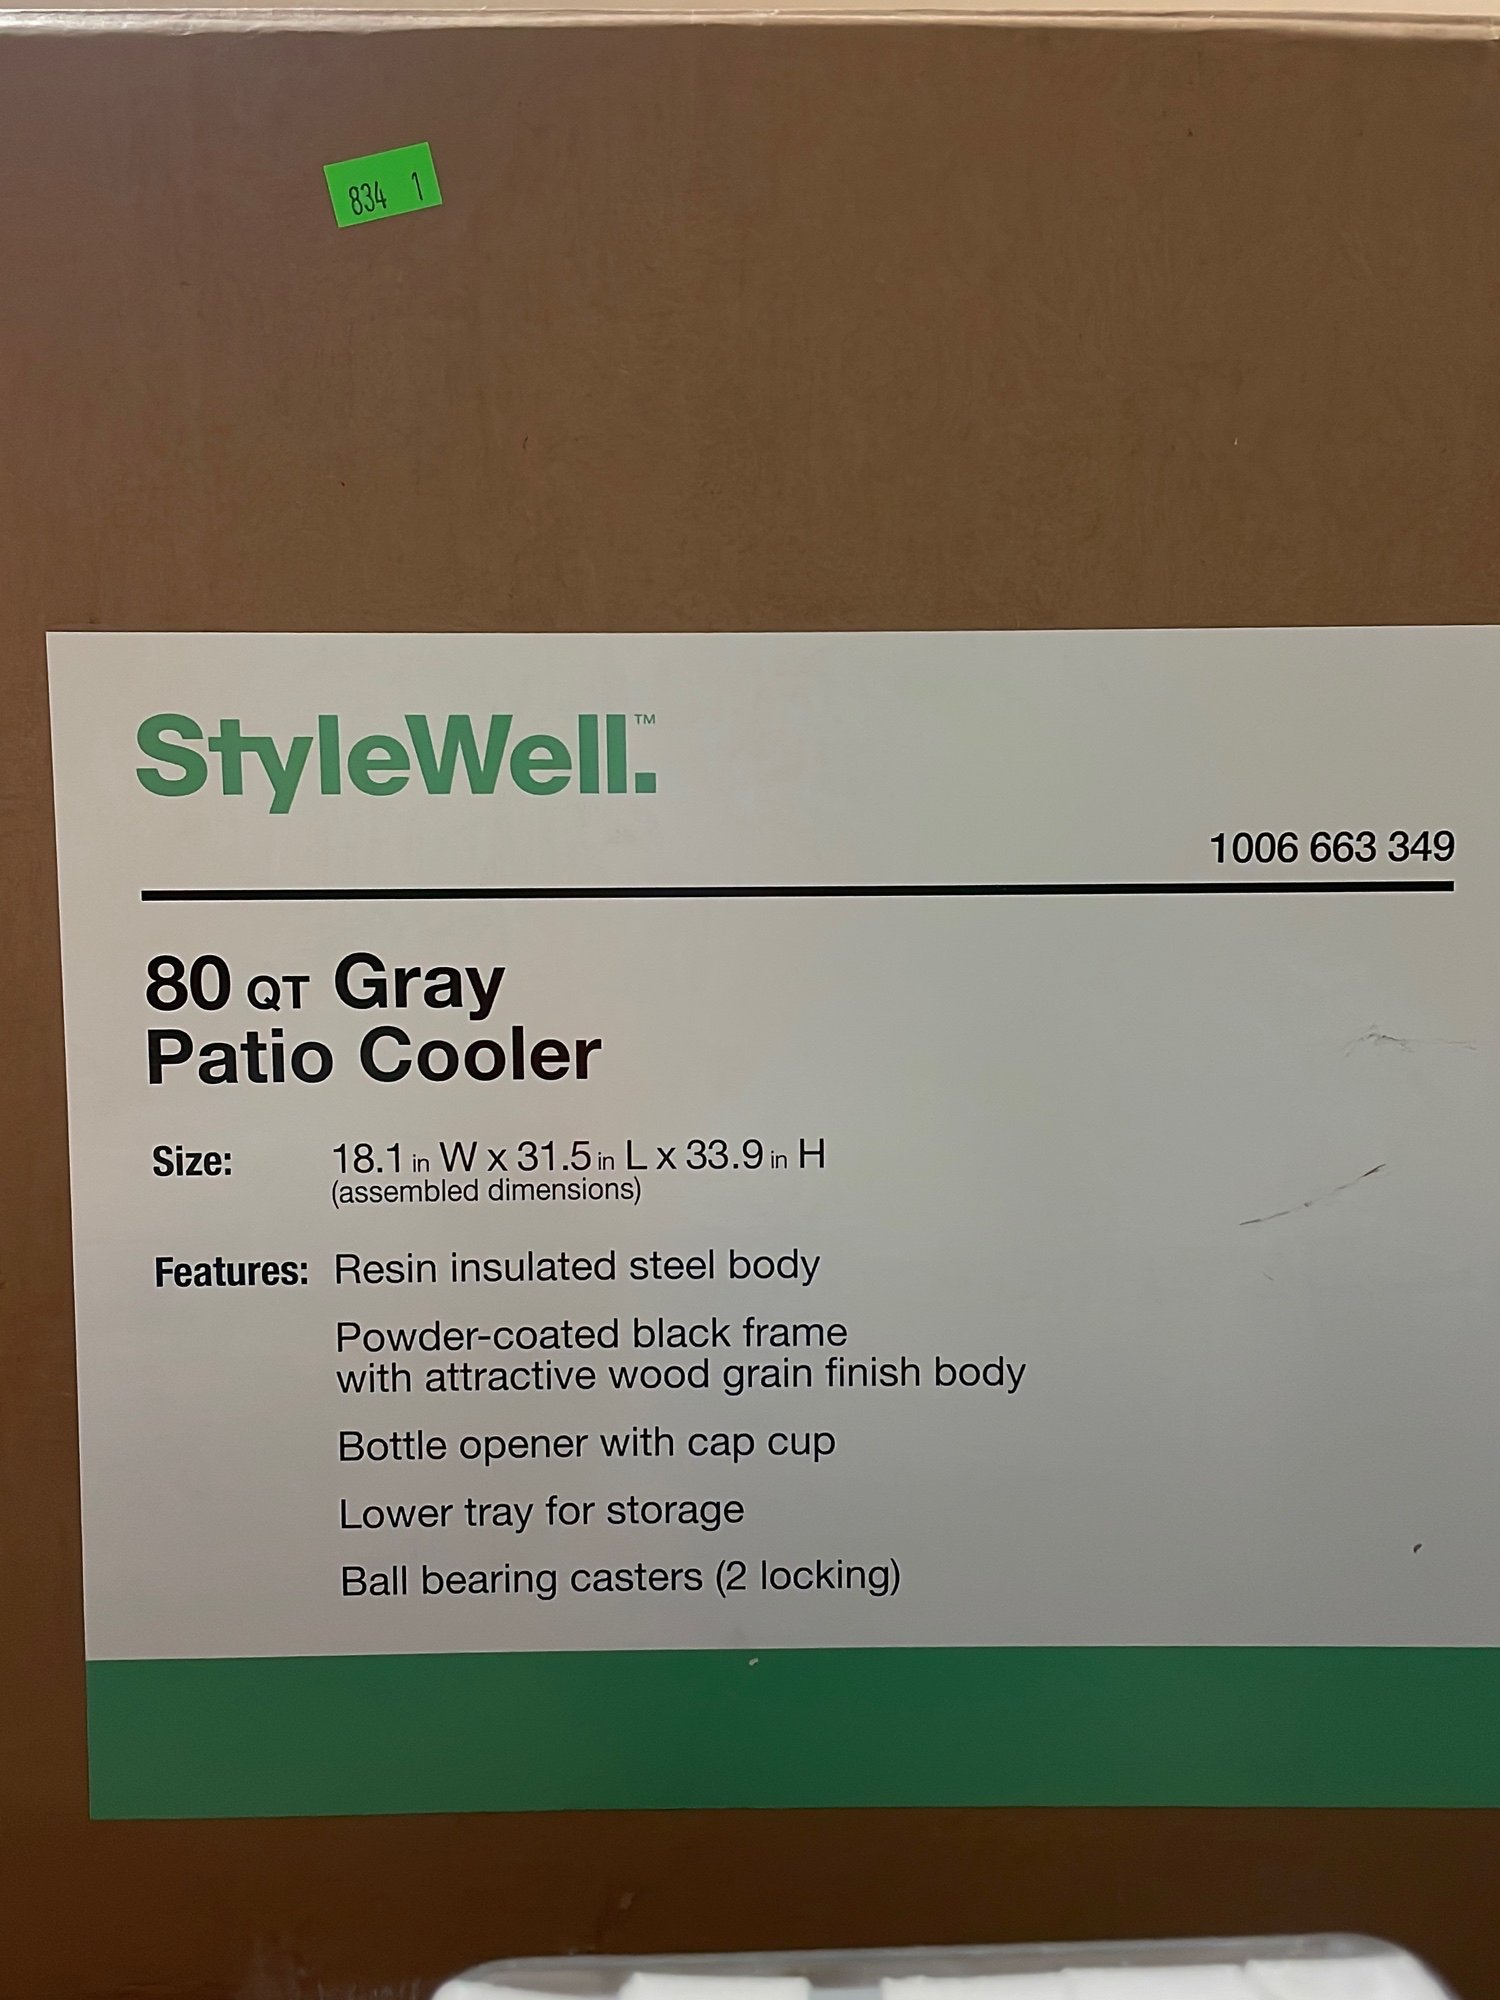 834 1
StyleWell.™
1006 663 349
80 QT Gray
Patio Cooler
Size: 18.1 in W x 31.5 in L x 33.9 in H
(assembled dimensions)
Features: Resin insulated steel body
Powder-coated black frame
with attractive wood grain finish body
Bottle opener with cap cup
Lower tray for storage
Ball bearing casters (2 locking)